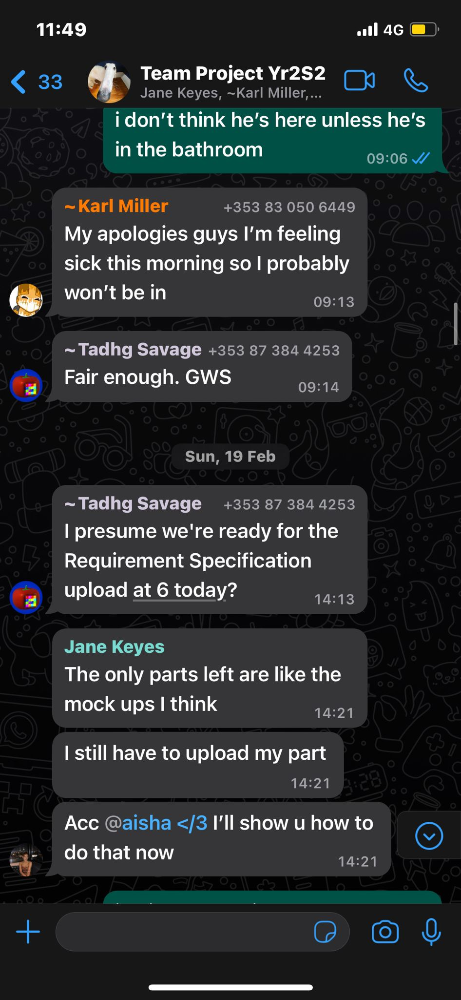 11:49
4G
33
Team Project Yr2S2
Jane Keyes, ~Karl Miller,...
i don’t think he’s here unless he’s
in the bathroom
09:06
~Karl Miller +353 83 050 6449
My apologies guys I’m feeling
sick this morning so I probably
won’t be in
09:13
~Tadhg Savage +353 87 384 4253
Fair enough. GWS
09:14
Sun, 19 Feb
~Tadhg Savage +353 87 384 4253
I presume we're ready for the
Requirement Specification
upload at 6 today?
14:13
Jane Keyes
The only parts left are like the
mock ups I think
14:21
I still have to upload my part
14:21
Acc @aisha </3 I’ll show u how to
do that now
14:21